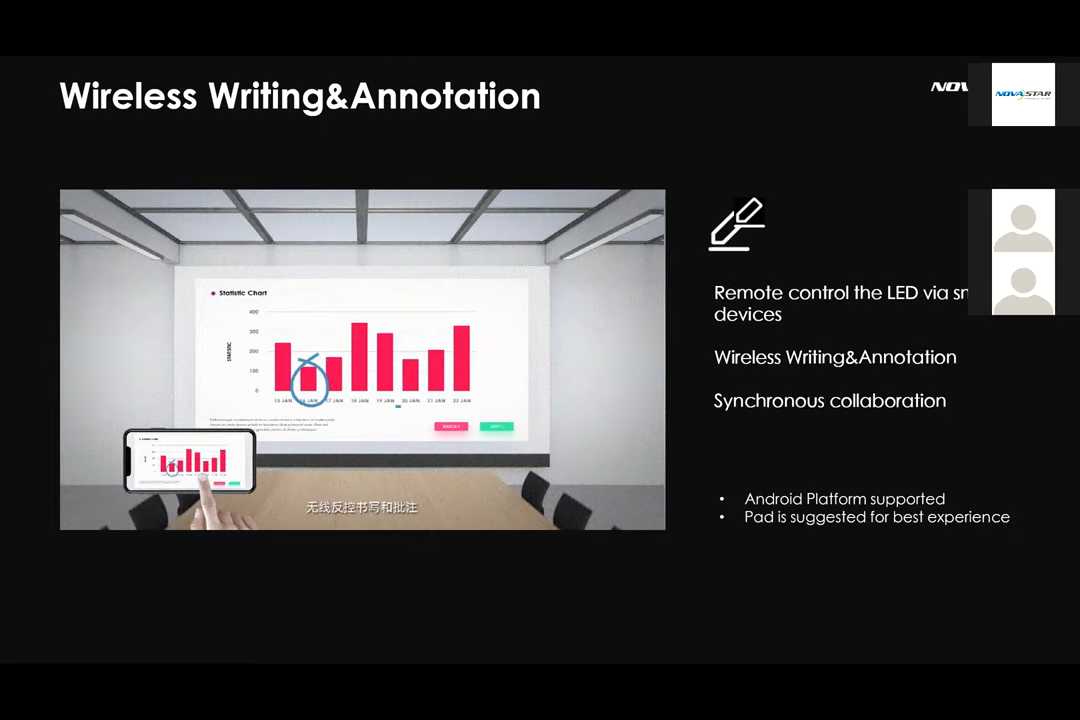 Wireless Writing&Annotation
NOVASTAR
Statistic Chart
400
300
200
100
0
STATISTIC
15 JAN
16 JAN
17 JAN
18 JAN
19 JAN
20 JAN
21 JAN
22 JAN
无线反控书写和批注
Remote control the LED via
devices
Wireless Writing&Annotation
Synchronous collaboration
• Android Platform supported
• Pad is suggested for best experience